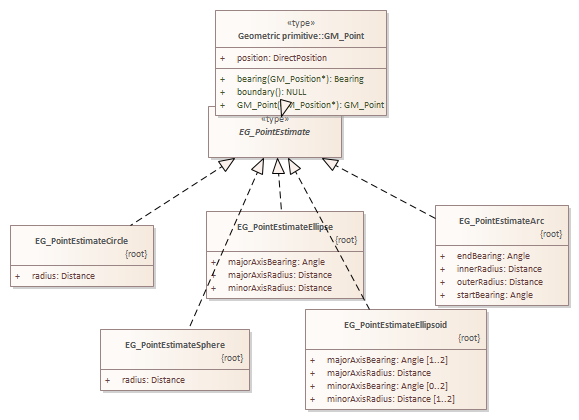 «type»
Geometric primitive::GM_Point
+ position: DirectPosition
+ bearing(GM_Position*): Bearing
+ boundary(): NULL
+ GM_Point(GM_Position*): GM_Point
«type»
EG_PointEstimate
EG_PointEstimateCircle
{root}
+ radius: Distance
EG_PointEstimateEllipse
{root}
+ majorAxisBearing: Angle
+ majorAxisRadius: Distance
+ minorAxisRadius: Distance
EG_PointEstimateArc
{root}
+ endBearing: Angle
+ innerRadius: Distance
+ outerRadius: Distance
+ startBearing: Angle
EG_PointEstimateSphere
{root}
+ radius: Distance
EG_PointEstimateEllipsoid
{root}
+ majorAxisBearing: Angle [1..2]
+ majorAxisRadius: Distance
+ minorAxisBearing: Angle [0..2]
+ minorAxisRadius: Distance [1..2]